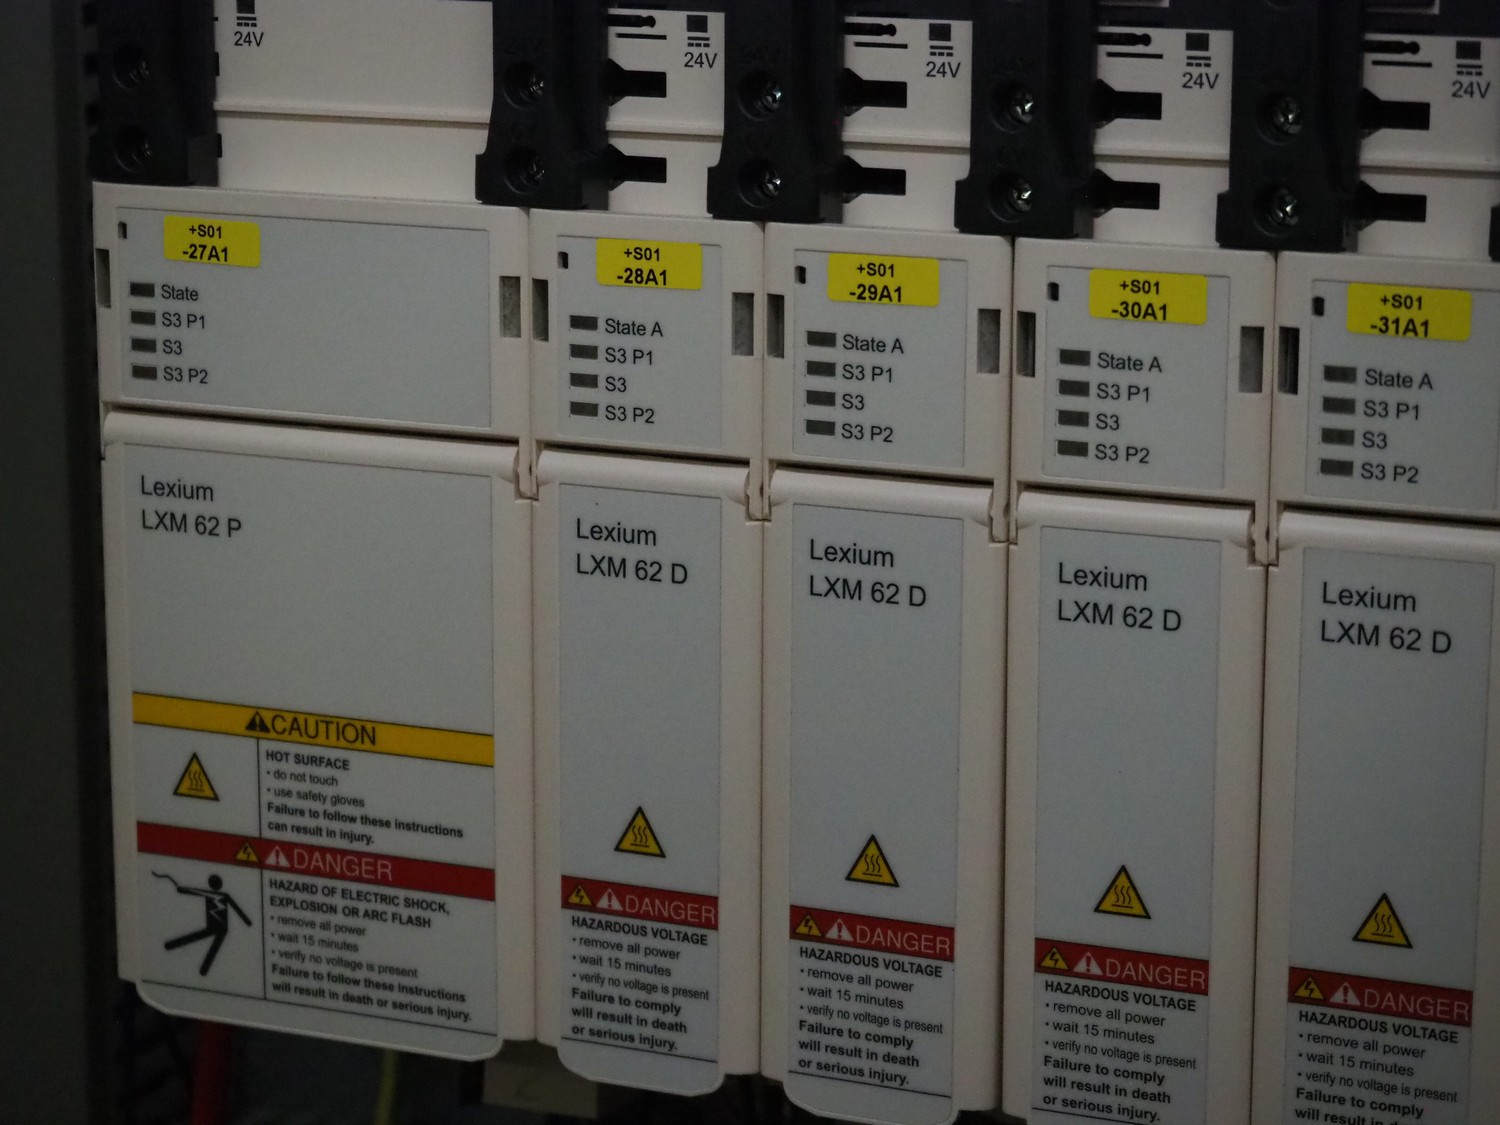 24V
24V
24V
24V
24V
+S01
-27A1
State
S3 P1
S3
S3 P2
Lexium
LXM 62 P
CAUTION
HOT SURFACE
• do not touch
• use safety gloves
Failure to follow these instructions
can result in injury.
DANGER
HAZARD OF ELECTRIC SHOCK,
EXPLOSION OR ARC FLASH
• remove all power
• wait 15 minutes
• verify no voltage is present
Failure to follow these instructions
will result in death or serious injury.
+S01
-28A1
State A
S3 P1
S3
S3 P2
Lexium
LXM 62 D
DANGER
HAZARDOUS VOLTAGE
• remove all power
• wait 15 minutes
• verify no voltage is present
Failure to comply
will result in death
or serious injury.
+S01
-29A1
State A
S3 P1
S3
S3 P2
Lexium
LXM 62 D
DANGER
HAZARDOUS VOLTAGE
• remove all power
• wait 15 minutes
• verify no voltage is present
Failure to comply
will result in death
or serious injury.
+S01
-30A1
State A
S3 P1
S3
S3 P2
Lexium
LXM 62 D
DANGER
HAZARDOUS VOLTAGE
• remove all power
• wait 15 minutes
• verify no voltage is present
Failure to comply
will result in death
or serious injury.
+S01
-31A1
State A
S3 P1
S3
S3 P2
Lexium
LXM 62 D
DANGER
HAZARDOUS VOLTAGE
• remove all power
• wait 15 minutes
• verify no voltage is present
Failure to comply
will result in